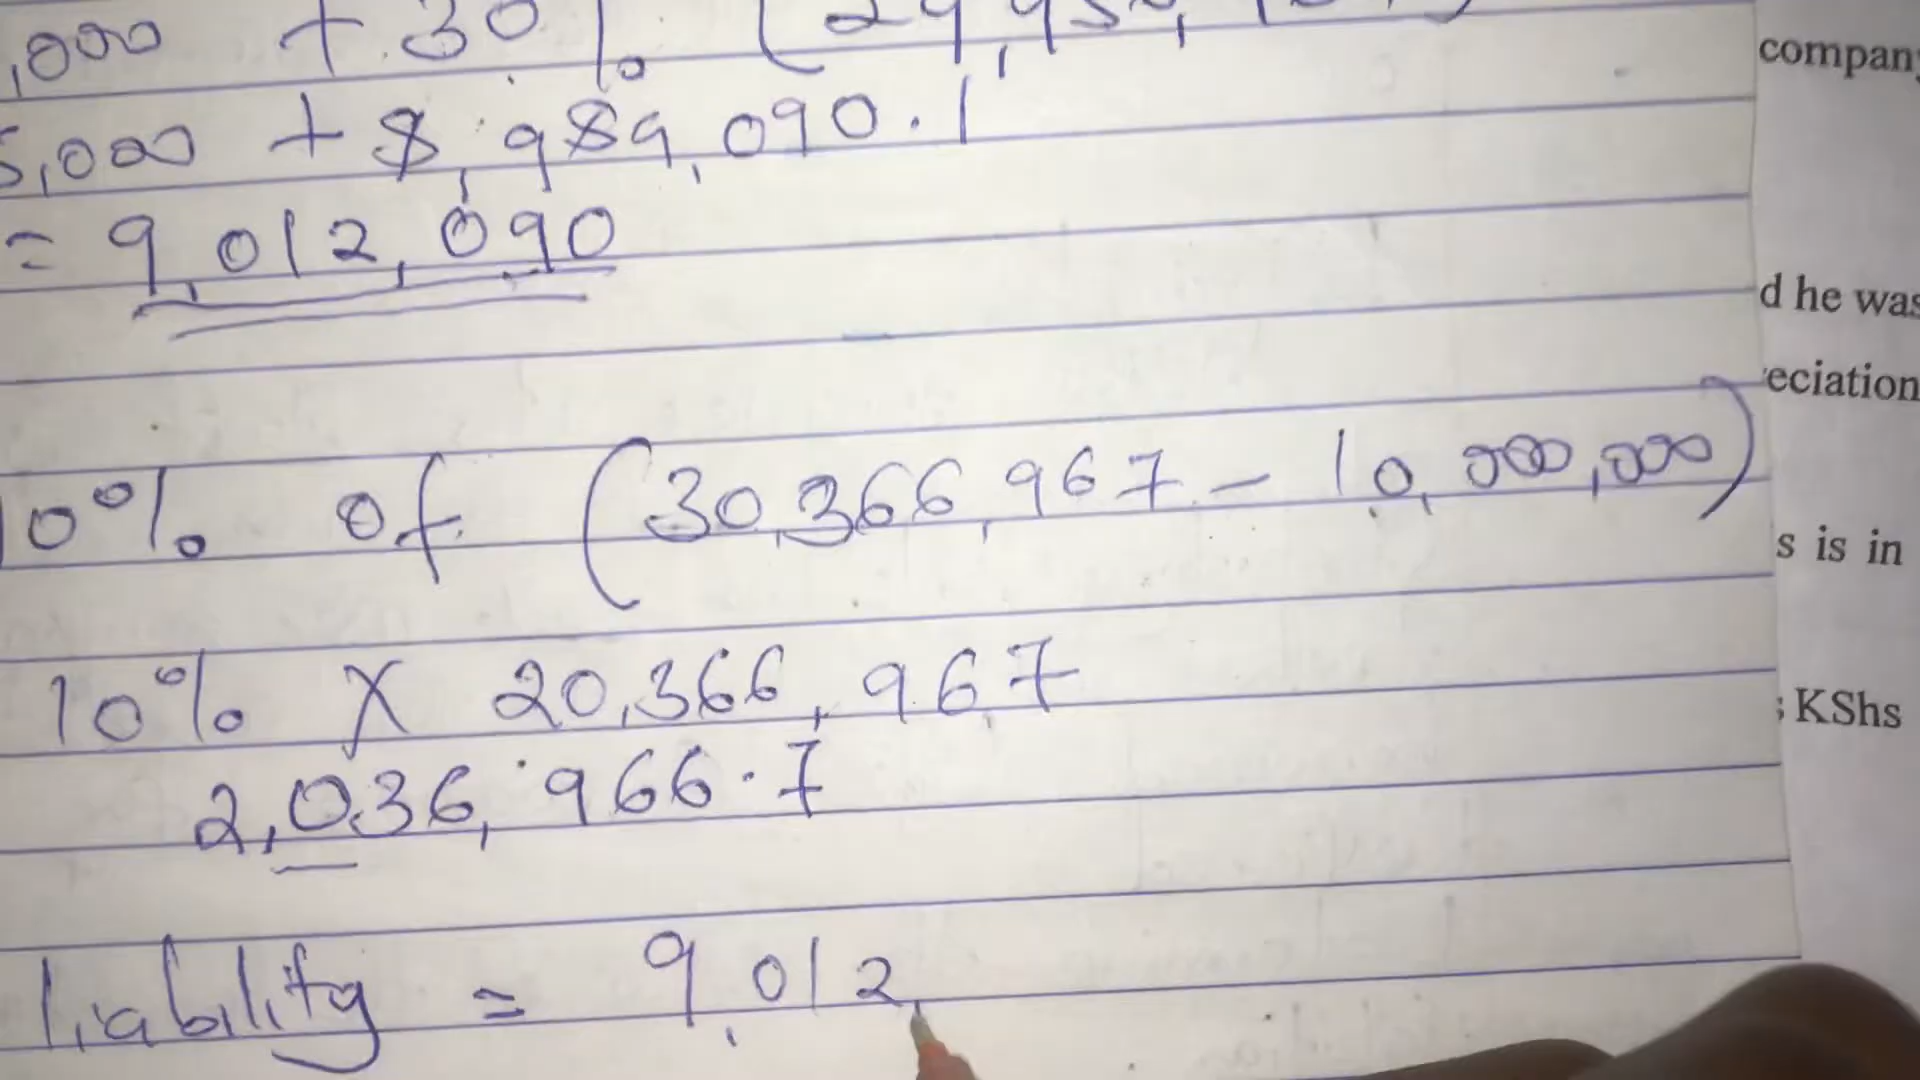 ,000 + 30%
company
5,000 + 8,989,090.1
= 9,012,090
d he was
eciation
10% of (30,366,967 - 10,000,000)
s is in
10% X 20,366,967
; KShs
2,036,966.7
liability = 9,012,